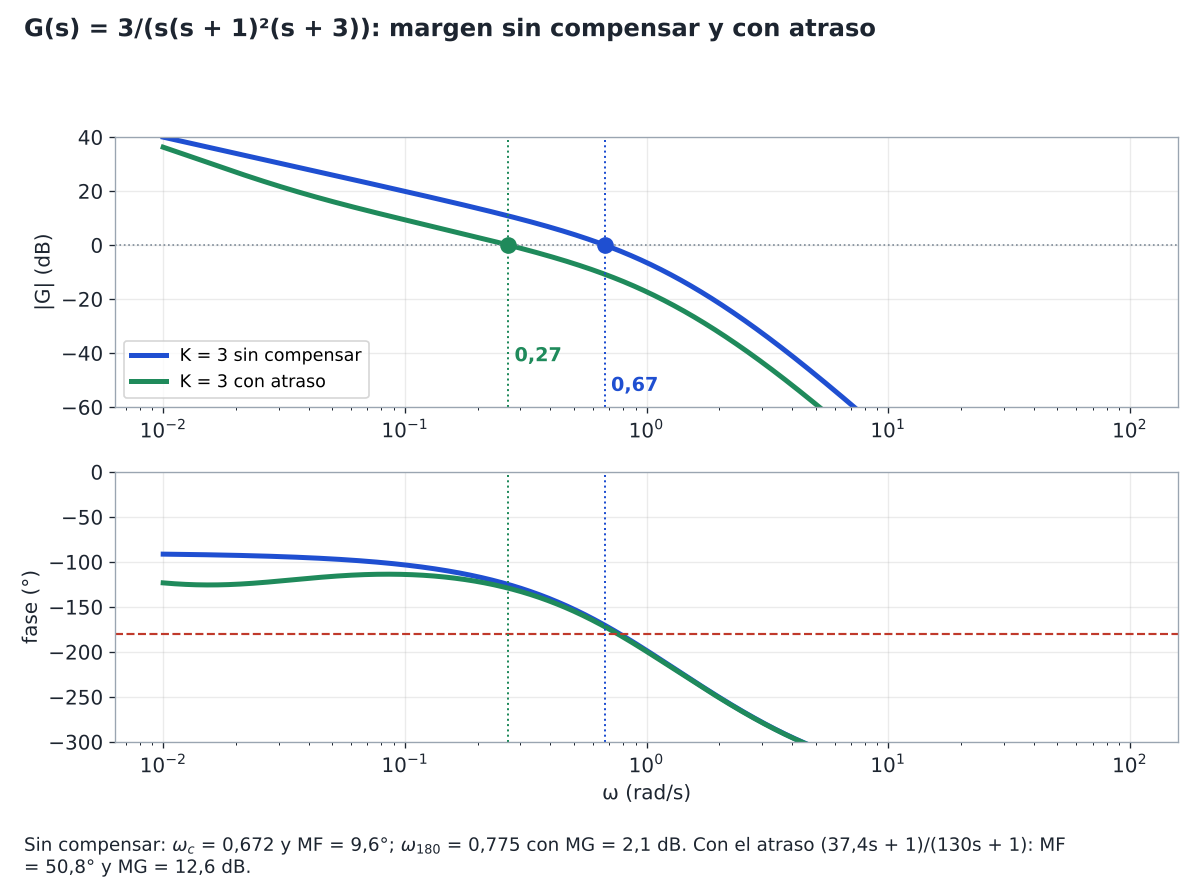 G(s) = 3/(s(s + 1)²(s + 3)): margen sin compensar y con atraso
|G| (dB)
40
20
0
−20
−40
−60
K = 3 sin compensar
K = 3 con atraso
0,27
0,67
10⁻² 10⁻¹ 10⁰ 10¹ 10²
fase (°)
0
−50
−100
−150
−200
−250
−300
10⁻² 10⁻¹ 10⁰ 10¹ 10²
ω (rad/s)
Sin compensar: ω_c = 0,672 y MF = 9,6°; ω₁₈₀ = 0,775 con MG = 2,1 dB. Con el atraso (37,4s + 1)/(130s + 1): MF
= 50,8° y MG = 12,6 dB.